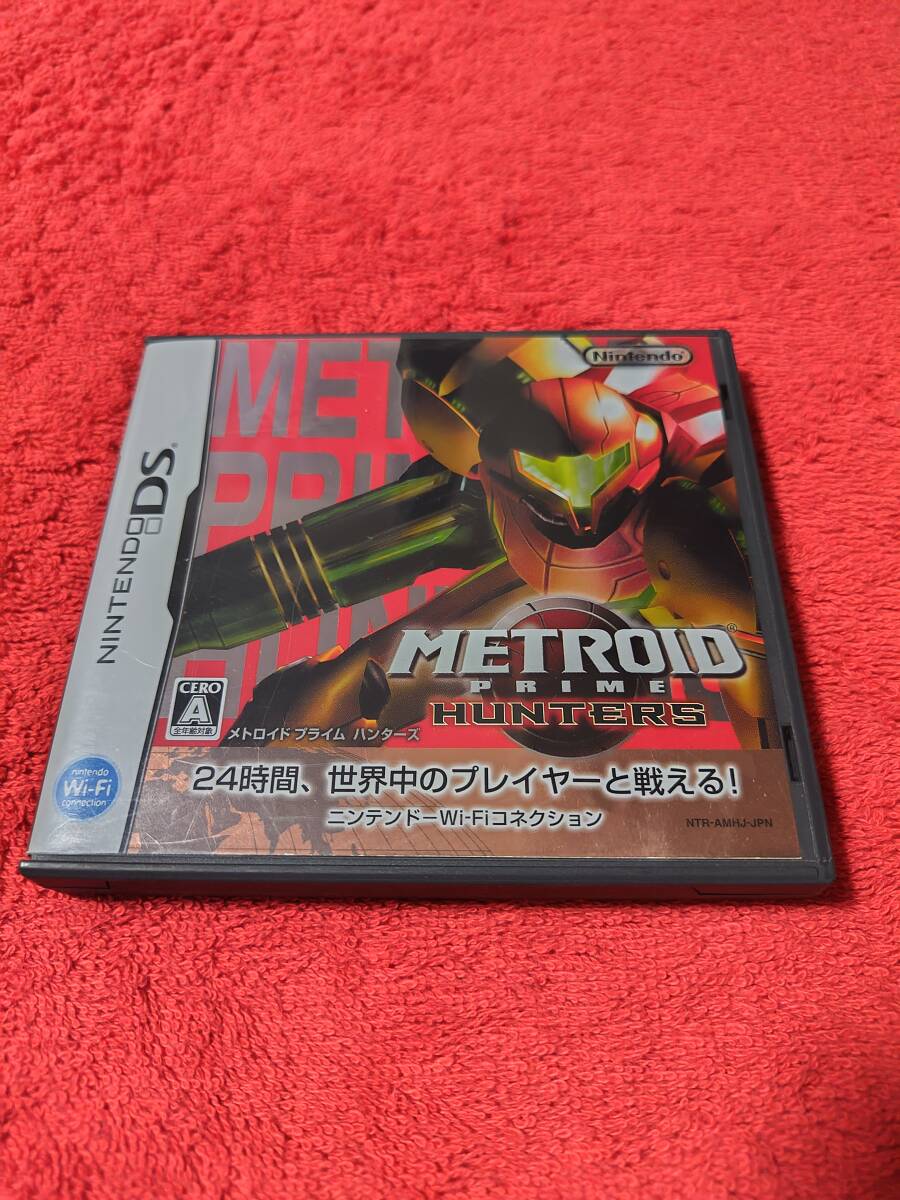 NINTENDO DS
Nintendo
MET
PRIM
HUN
METROID®
PRIME
HUNTERS
CERO
A
全年齢対象
メトロイド プライム ハンターズ
Nintendo
Wi-Fi
connection
24時間、世界中のプレイヤーと戦える!
ニンテンドーWi-Fiコネクション
NTR-AMHJ-JPN